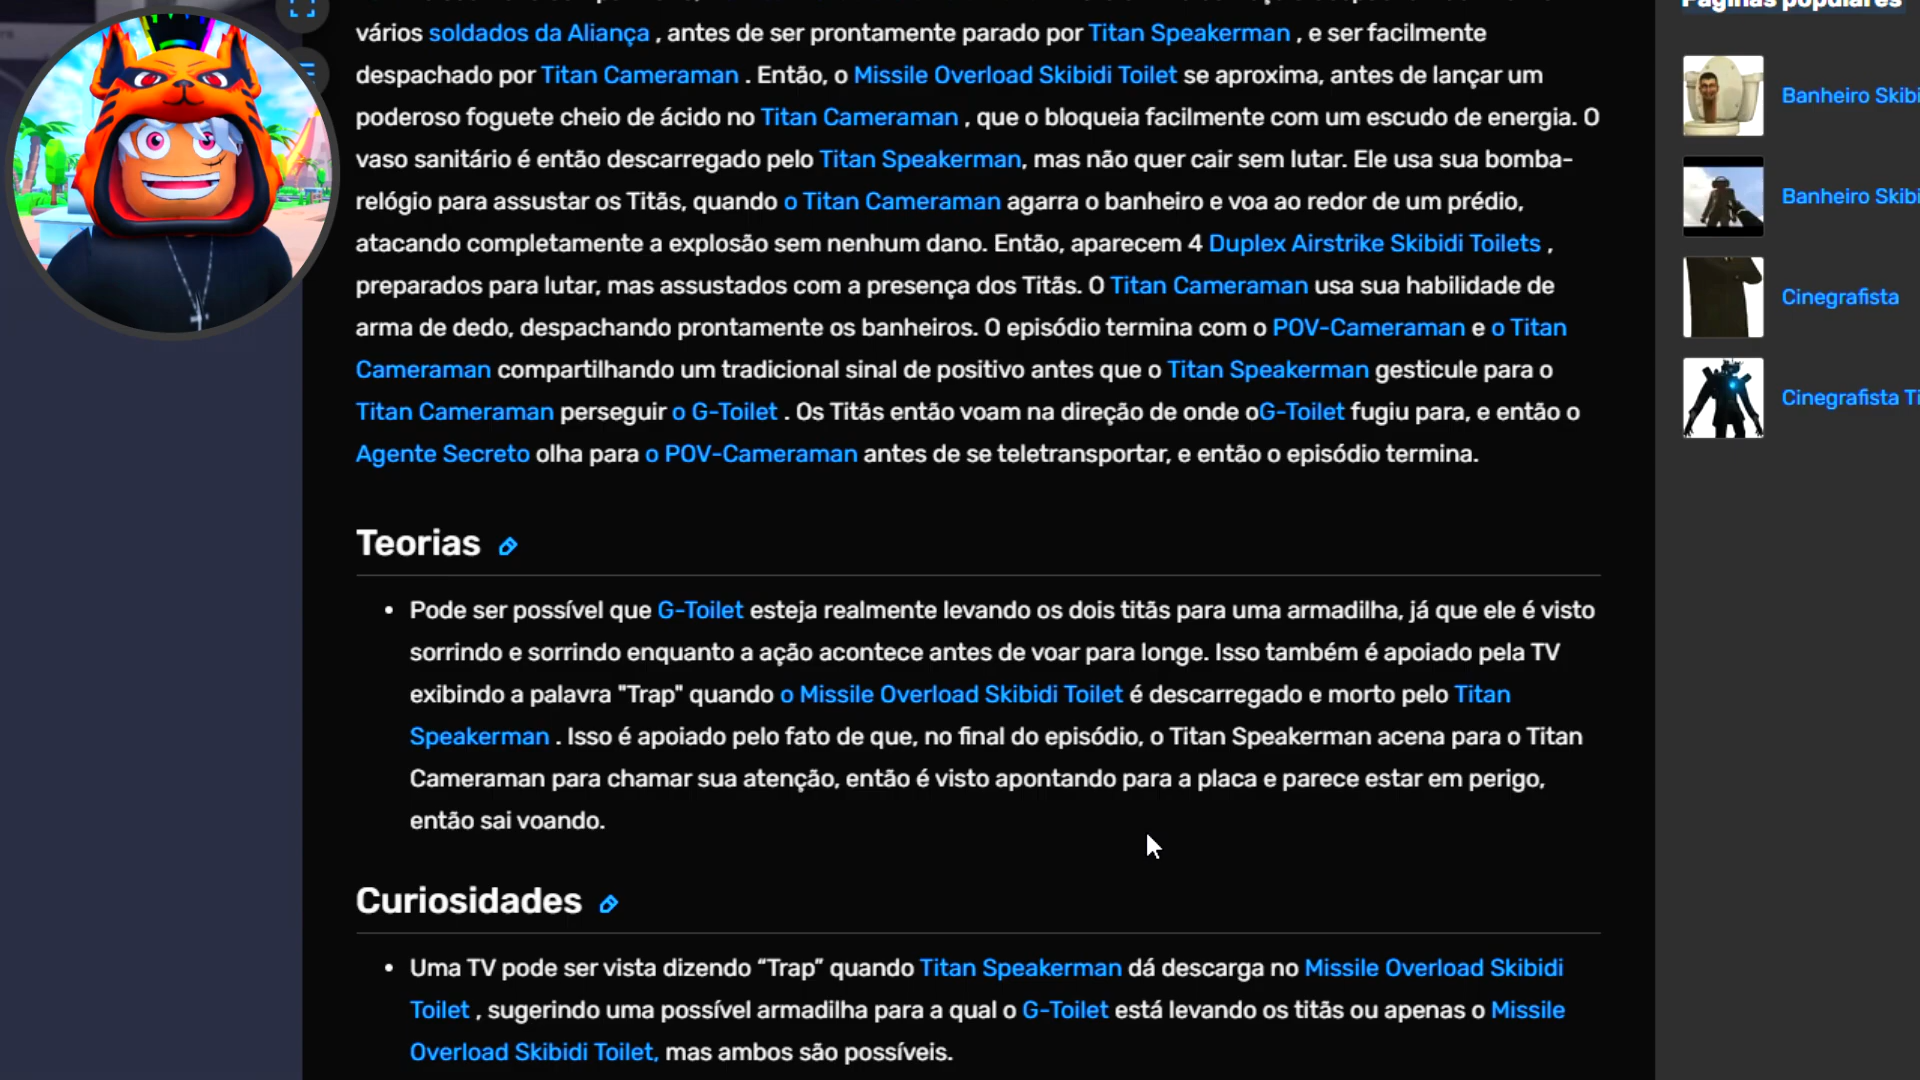 vários soldados da Aliança , antes de ser prontamente parado por Titan Speakerman , e ser facilmente
despachado por Titan Cameraman . Então, o Missile Overload Skibidi Toilet se aproxima, antes de lançar um
poderoso foguete cheio de ácido no Titan Cameraman , que o bloqueia facilmente com um escudo de energia. O
vaso sanitário é então descarregado pelo Titan Speakerman, mas não quer cair sem lutar. Ele usa sua bomba-
relógio para assustar os Titãs, quando o Titan Cameraman agarra o banheiro e voa ao redor de um prédio,
atacando completamente a explosão sem nenhum dano. Então, aparecem 4 Duplex Airstrike Skibidi Toilets ,
preparados para lutar, mas assustados com a presença dos Titãs. O Titan Cameraman usa sua habilidade de
arma de dedo, despachando prontamente os banheiros. O episódio termina com o POV-Cameraman e o Titan
Cameraman compartilhando um tradicional sinal de positivo antes que o Titan Speakerman gesticule para o
Titan Cameraman perseguir o G-Toilet . Os Titãs então voam na direção de onde oG-Toilet fugiu para, e então o
Agente Secreto olha para o POV-Cameraman antes de se teletransportar, e então o episódio termina.
Teorias
• Pode ser possível que G-Toilet esteja realmente levando os dois titãs para uma armadilha, já que ele é visto
sorrindo e sorrindo enquanto a ação acontece antes de voar para longe. Isso também é apoiado pela TV
exibindo a palavra "Trap" quando o Missile Overload Skibidi Toilet é descarregado e morto pelo Titan
Speakerman . Isso é apoiado pelo fato de que, no final do episódio, o Titan Speakerman acena para o Titan
Cameraman para chamar sua atenção, então é visto apontando para a placa e parece estar em perigo,
então sai voando.
Curiosidades
• Uma TV pode ser vista dizendo “Trap” quando Titan Speakerman dá descarga no Missile Overload Skibidi
Toilet , sugerindo uma possível armadilha para a qual o G-Toilet está levando os titãs ou apenas o Missile
Overload Skibidi Toilet, mas ambos são possíveis.
Páginas populares
Banheiro Skibi
Banheiro Skibi
Cinegrafista
Cinegrafista Ti